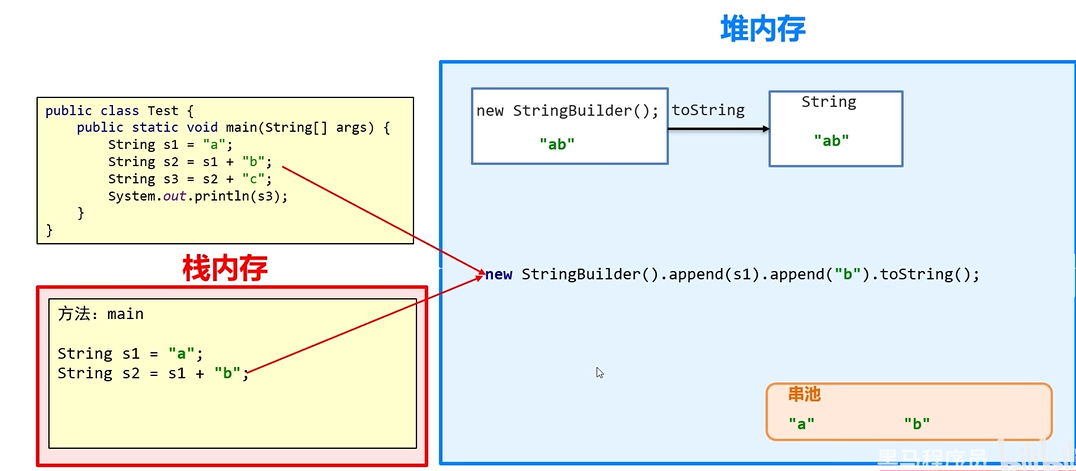 堆内存
public class Test {
public static void main(String[] args) {
String s1 = "a";
String s2 = s1 + "b";
String s3 = s2 + "c";
System.out.println(s3);
}
}
new StringBuilder();
"ab"
toString
String
"ab"
栈内存
new StringBuilder().append(s1).append("b").toString();
方法：main
String s1 = "a";
String s2 = s1 + "b";
串池
"a" "b"
黑马程序员